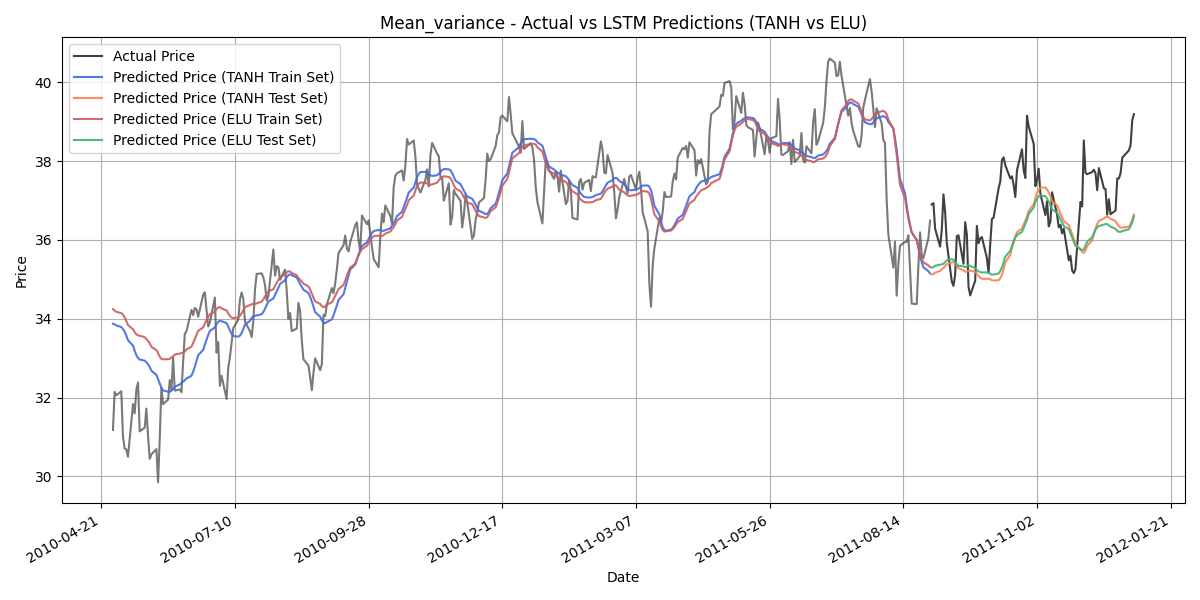 Mean_variance - Actual vs LSTM Predictions (TANH vs ELU)
Actual Price
Predicted Price (TANH Train Set)
Predicted Price (TANH Test Set)
Predicted Price (ELU Train Set)
Predicted Price (ELU Test Set)
Price
40
38
36
34
32
30
2010-04-21
2010-07-10
2010-09-28
2010-12-17
2011-03-07
2011-05-26
2011-08-14
2011-11-02
2012-01-21
Date